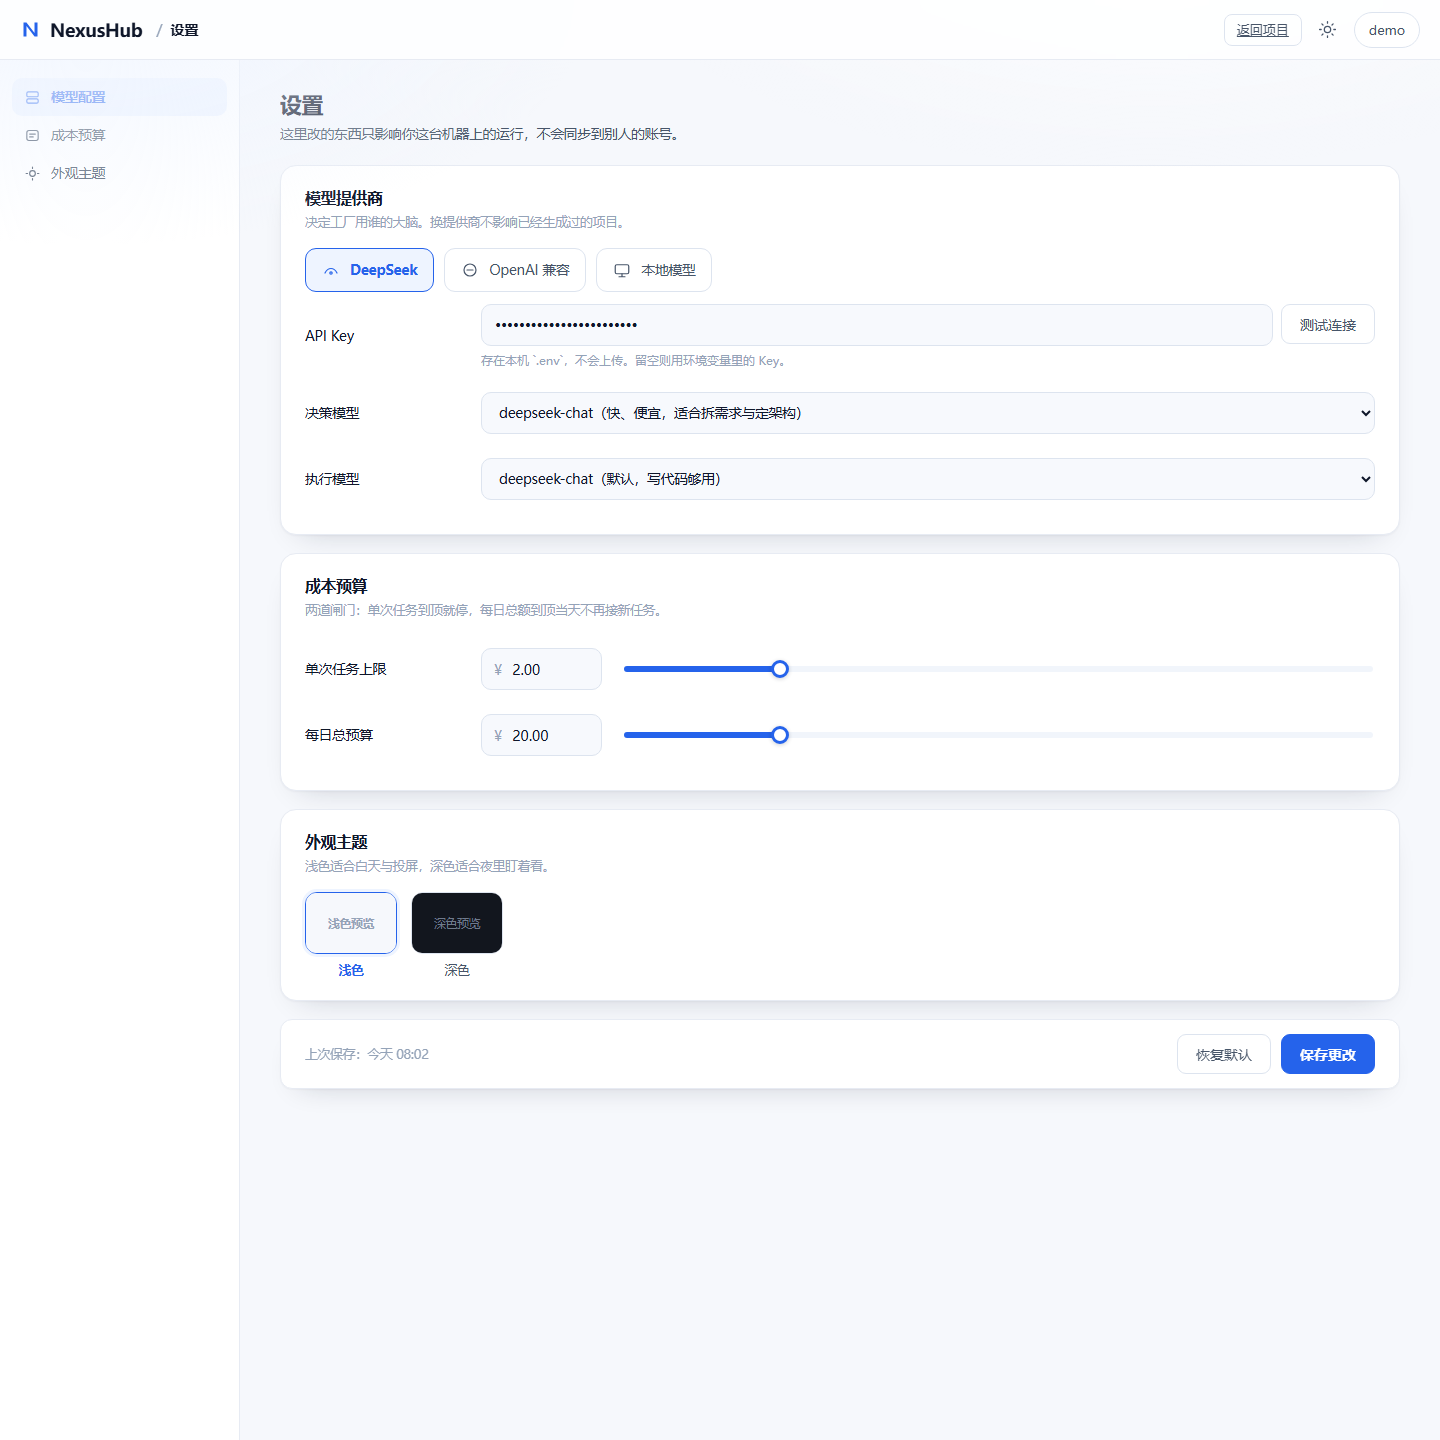 NexusHub / 设置
返回项目
demo
模型配置
成本预算
外观主题
设置
这里改的东西只影响你这台机器上的运行，不会同步到别人的账号。
模型提供商
决定工厂用谁的大脑。换提供商不影响已经生成过的项目。
DeepSeek
OpenAI 兼容
本地模型
API Key
••••••••••••••••••••••••
测试连接
存在本机 `.env`，不会上传。留空则用环境变量里的 Key。
决策模型
deepseek-chat（快、便宜，适合拆需求与定架构）
执行模型
deepseek-chat（默认，写代码够用）
成本预算
两道闸门：单次任务到顶就停，每日总额到顶当天不再接新任务。
单次任务上限
¥ 2.00
每日总预算
¥ 20.00
外观主题
浅色适合白天与投屏，深色适合夜里盯着看。
浅色预览
深色预览
浅色
深色
上次保存：今天 08:02
恢复默认
保存更改